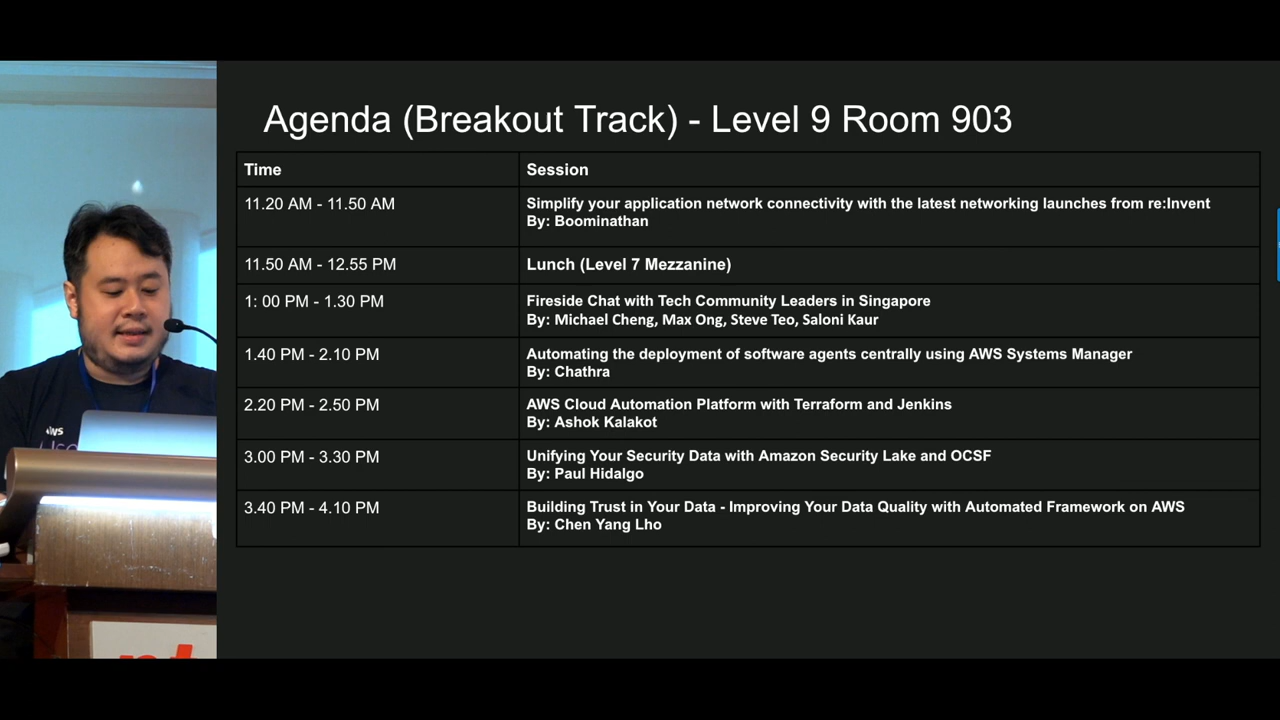 Agenda (Breakout Track) - Level 9 Room 903
Time
Session
11.20 AM - 11.50 AM
Simplify your application network connectivity with the latest networking launches from re:Invent
By: Boominathan
11.50 AM - 12.55 PM
Lunch (Level 7 Mezzanine)
1: 00 PM - 1.30 PM
Fireside Chat with Tech Community Leaders in Singapore
By: Michael Cheng, Max Ong, Steve Teo, Saloni Kaur
1.40 PM - 2.10 PM
Automating the deployment of software agents centrally using AWS Systems Manager
By: Chathra
2.20 PM - 2.50 PM
AWS Cloud Automation Platform with Terraform and Jenkins
By: Ashok Kalakot
3.00 PM - 3.30 PM
Unifying Your Security Data with Amazon Security Lake and OCSF
By: Paul Hidalgo
3.40 PM - 4.10 PM
Building Trust in Your Data - Improving Your Data Quality with Automated Framework on AWS
By: Chen Yang Lho
aws